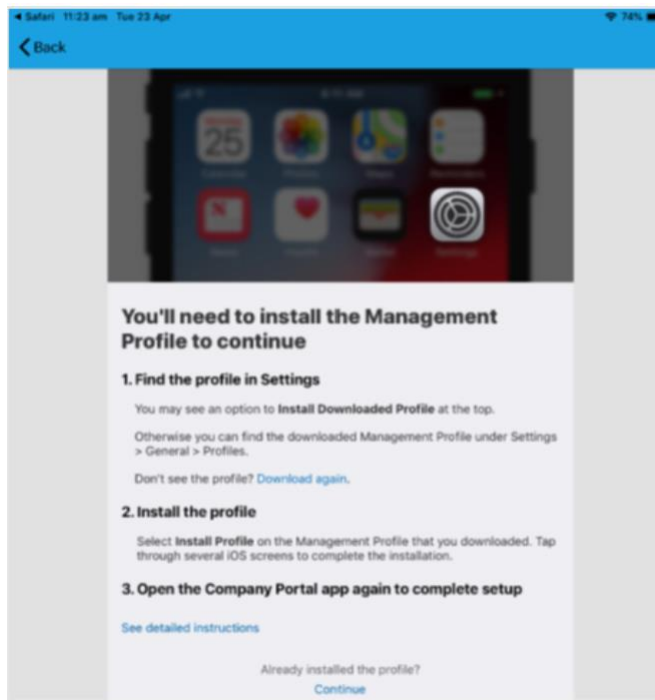 Safari 11:23 am Tue 23 Apr 74%
Back
25
Reminders
You'll need to install the Management
Profile to continue
1. Find the profile in Settings
You may see an option to Install Downloaded Profile at the top.
Otherwise you can find the downloaded Management Profile under Settings
> General > Profiles.
Don't see the profile? Download again.
2. Install the profile
Select Install Profile on the Management Profile that you downloaded. Tap
through several iOS screens to complete the installation.
3. Open the Company Portal app again to complete setup
See detailed instructions
Already installed the profile?
Continue